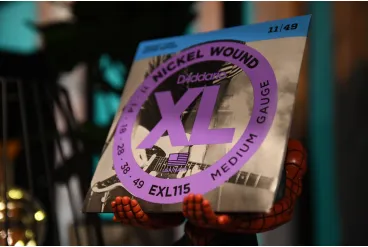 11/49
NICKEL WOUND
D'Addario
XL
· 28 · 38 · 49
EXL115
MEDIUM GAUGE